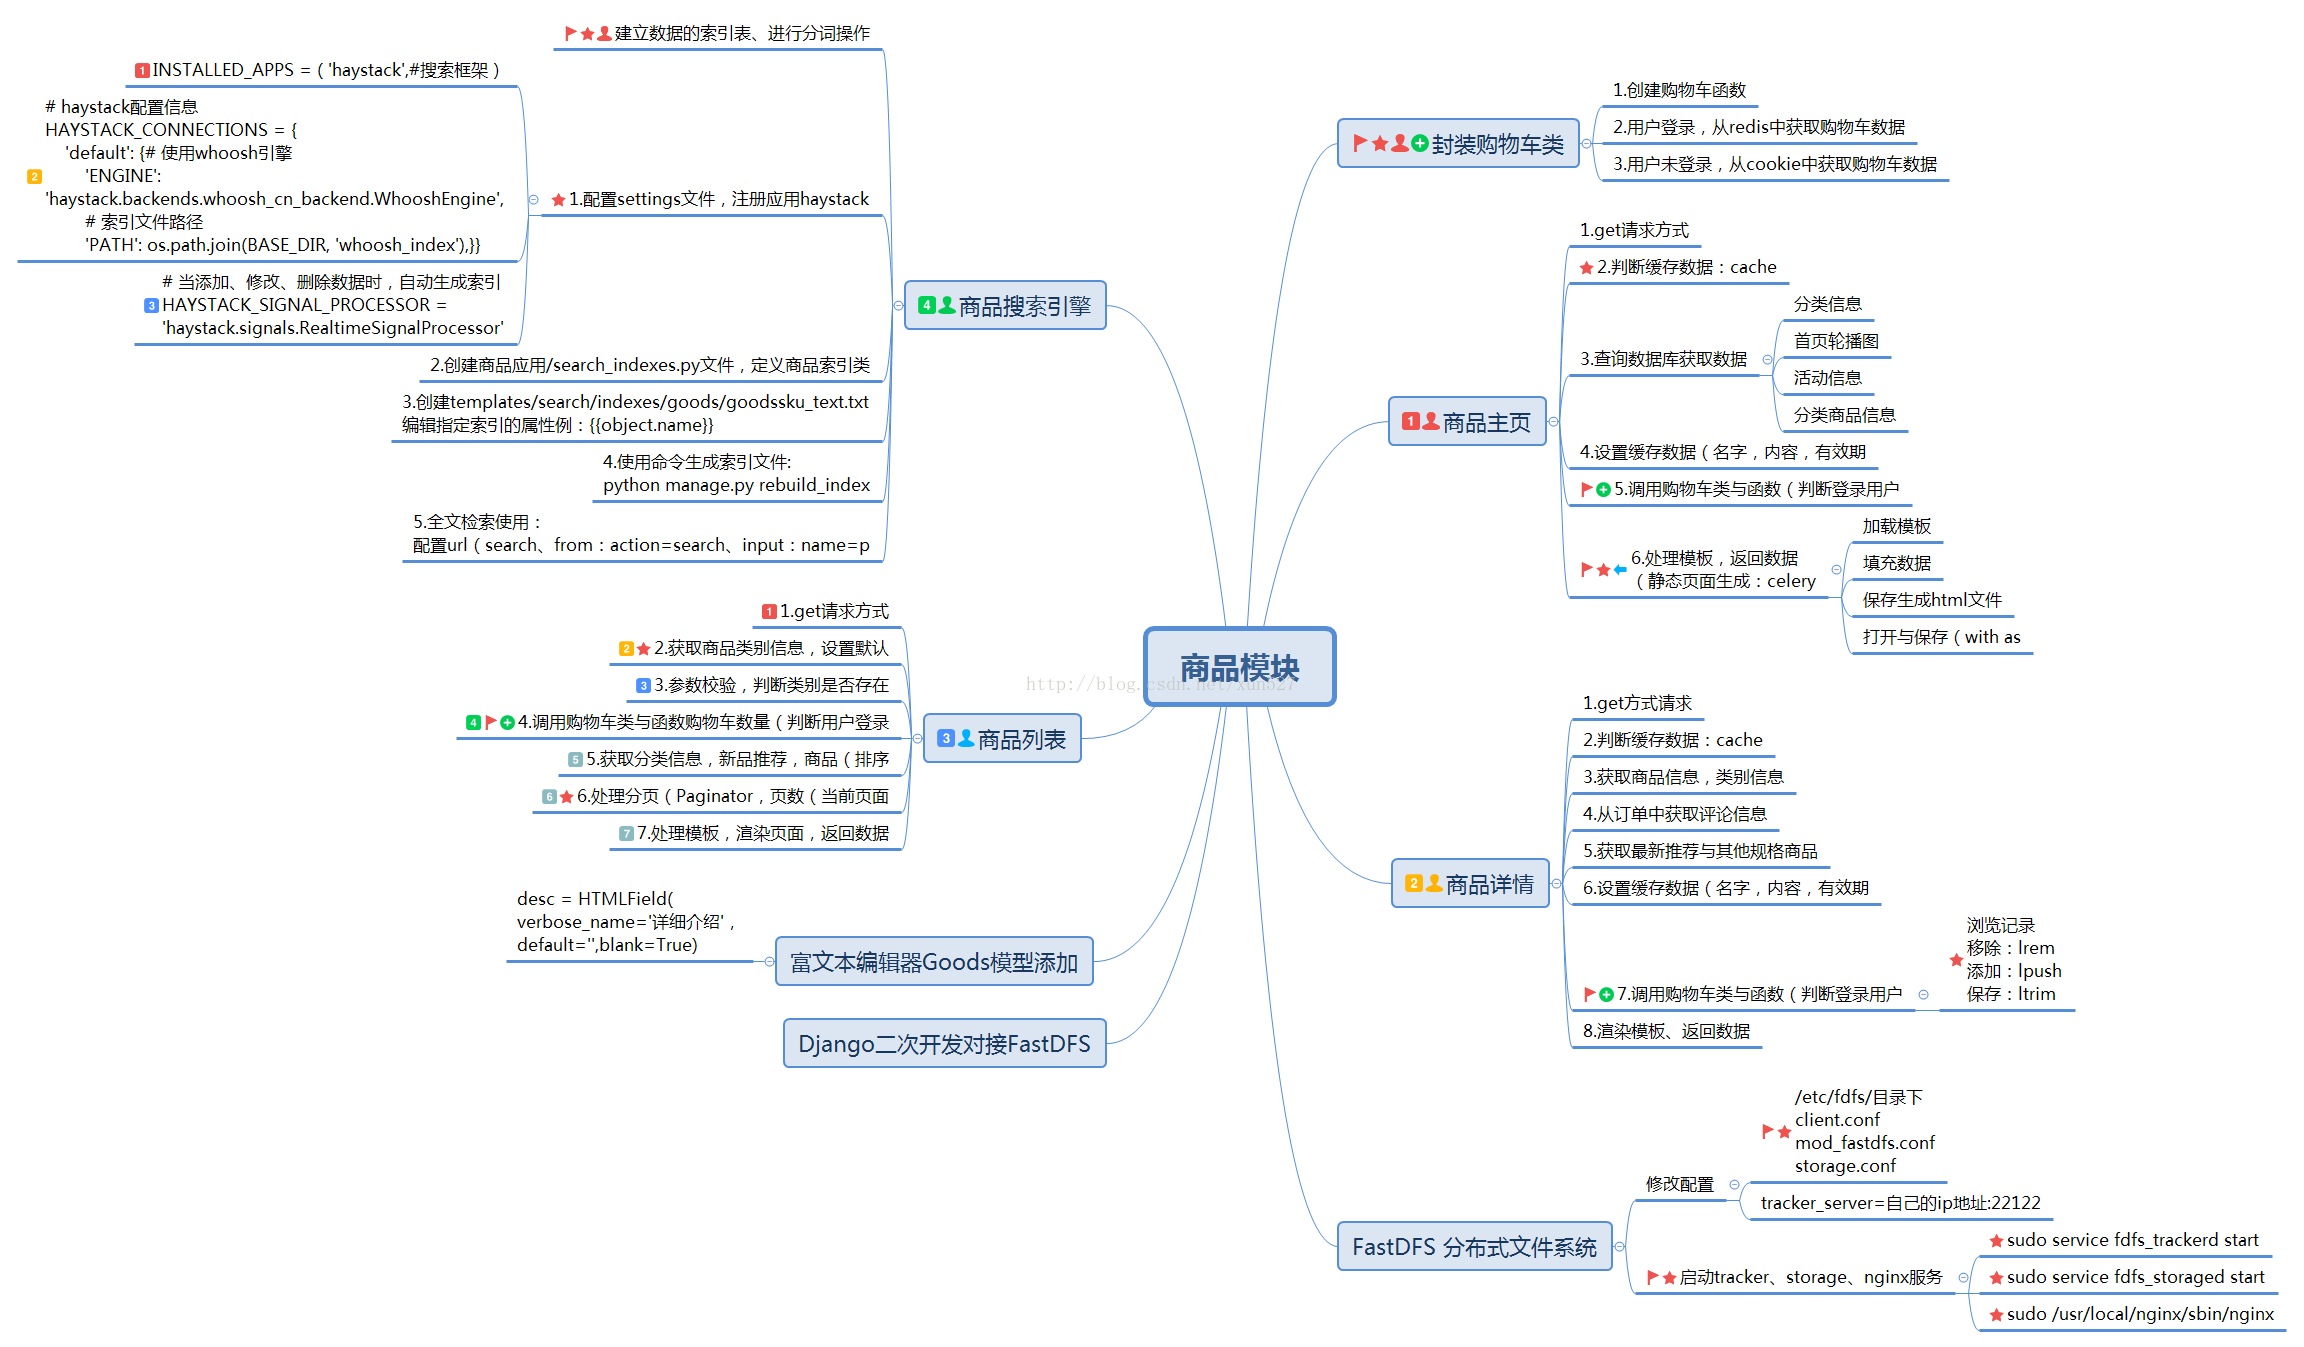 商品模块
http://blog.csdn.net/xun527
封装购物车类
1.创建购物车函数
2.用户登录，从redis中获取购物车数据
3.用户未登录，从cookie中获取购物车数据
1 商品主页
1.get请求方式
2.判断缓存数据：cache
3.查询数据库获取数据
分类信息
首页轮播图
活动信息
分类商品信息
4.设置缓存数据（名字，内容，有效期
5.调用购物车类与函数（判断登录用户
6.处理模板，返回数据
（静态页面生成：celery
加载模板
填充数据
保存生成html文件
打开与保存（with as
2 商品详情
1.get方式请求
2.判断缓存数据：cache
3.获取商品信息，类别信息
4.从订单中获取评论信息
5.获取最新推荐与其他规格商品
6.设置缓存数据（名字，内容，有效期
7.调用购物车类与函数（判断登录用户
浏览记录
移除：lrem
添加：lpush
保存：ltrim
8.渲染模板、返回数据
FastDFS 分布式文件系统
修改配置
/etc/fdfs/目录下
client.conf
mod_fastdfs.conf
storage.conf
tracker_server=自己的ip地址:22122
启动tracker、storage、nginx服务
sudo service fdfs_trackerd start
sudo service fdfs_storaged start
sudo /usr/local/nginx/sbin/nginx
4 商品搜索引擎
建立数据的索引表、进行分词操作
1.配置settings文件，注册应用haystack
1 INSTALLED_APPS =（ 'haystack',#搜索框架 ）
2
# haystack配置信息
HAYSTACK_CONNECTIONS = {
'default': {# 使用whoosh引擎
'ENGINE':
'haystack.backends.whoosh_cn_backend.WhooshEngine',
# 索引文件路径
'PATH': os.path.join(BASE_DIR, 'whoosh_index'),}}
3
# 当添加、修改、删除数据时，自动生成索引
HAYSTACK_SIGNAL_PROCESSOR =
'haystack.signals.RealtimeSignalProcessor'
2.创建商品应用/search_indexes.py文件，定义商品索引类
3.创建templates/search/indexes/goods/goodssku_text.txt
编辑指定索引的属性例：{{object.name}}
4.使用命令生成索引文件:
python manage.py rebuild_index
5.全文检索使用：
配置url（ search、from：action=search、input：name=p
3 商品列表
1 1.get请求方式
2 2.获取商品类别信息，设置默认
3 3.参数校验，判断类别是否存在
4 4.调用购物车类与函数购物车数量（判断用户登录
5 5.获取分类信息，新品推荐，商品（排序
6 6.处理分页（Paginator，页数（当前页面
7 7.处理模板，渲染页面，返回数据
富文本编辑器Goods模型添加
desc = HTMLField(
verbose_name='详细介绍'，
default='',blank=True)
Django二次开发对接FastDFS